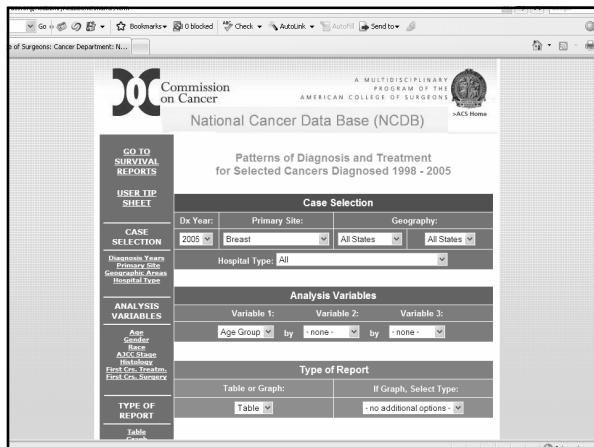 Go
Bookmarks
0 blocked
Check
AutoLink
AutoFill
Send to
e of Surgeons: Cancer Department: N...
Commission
on Cancer
A MULTIDISCIPLINARY
PROGRAM OF THE
AMERICAN COLLEGE OF SURGEONS
>ACS Home
National Cancer Data Base (NCDB)
GO TO
SURVIVAL
REPORTS
USER TIP
SHEET
CASE
SELECTION
Diagnosis Years
Primary Site
Geographic Areas
Hospital Type
ANALYSIS
VARIABLES
Age
Gender
Race
AJCC Stage
Histology
First Crs. Treatm.
First Crs. Surgery
TYPE OF
REPORT
Table
Graph
Patterns of Diagnosis and Treatment
for Selected Cancers Diagnosed 1998 - 2005
Case Selection
Dx Year: Primary Site: Geography:
2005 Breast All States All States
Hospital Type: All
Analysis Variables
Variable 1: Variable 2: Variable 3:
Age Group by - none - by - none -
Type of Report
Table or Graph: If Graph, Select Type:
Table - no additional options -